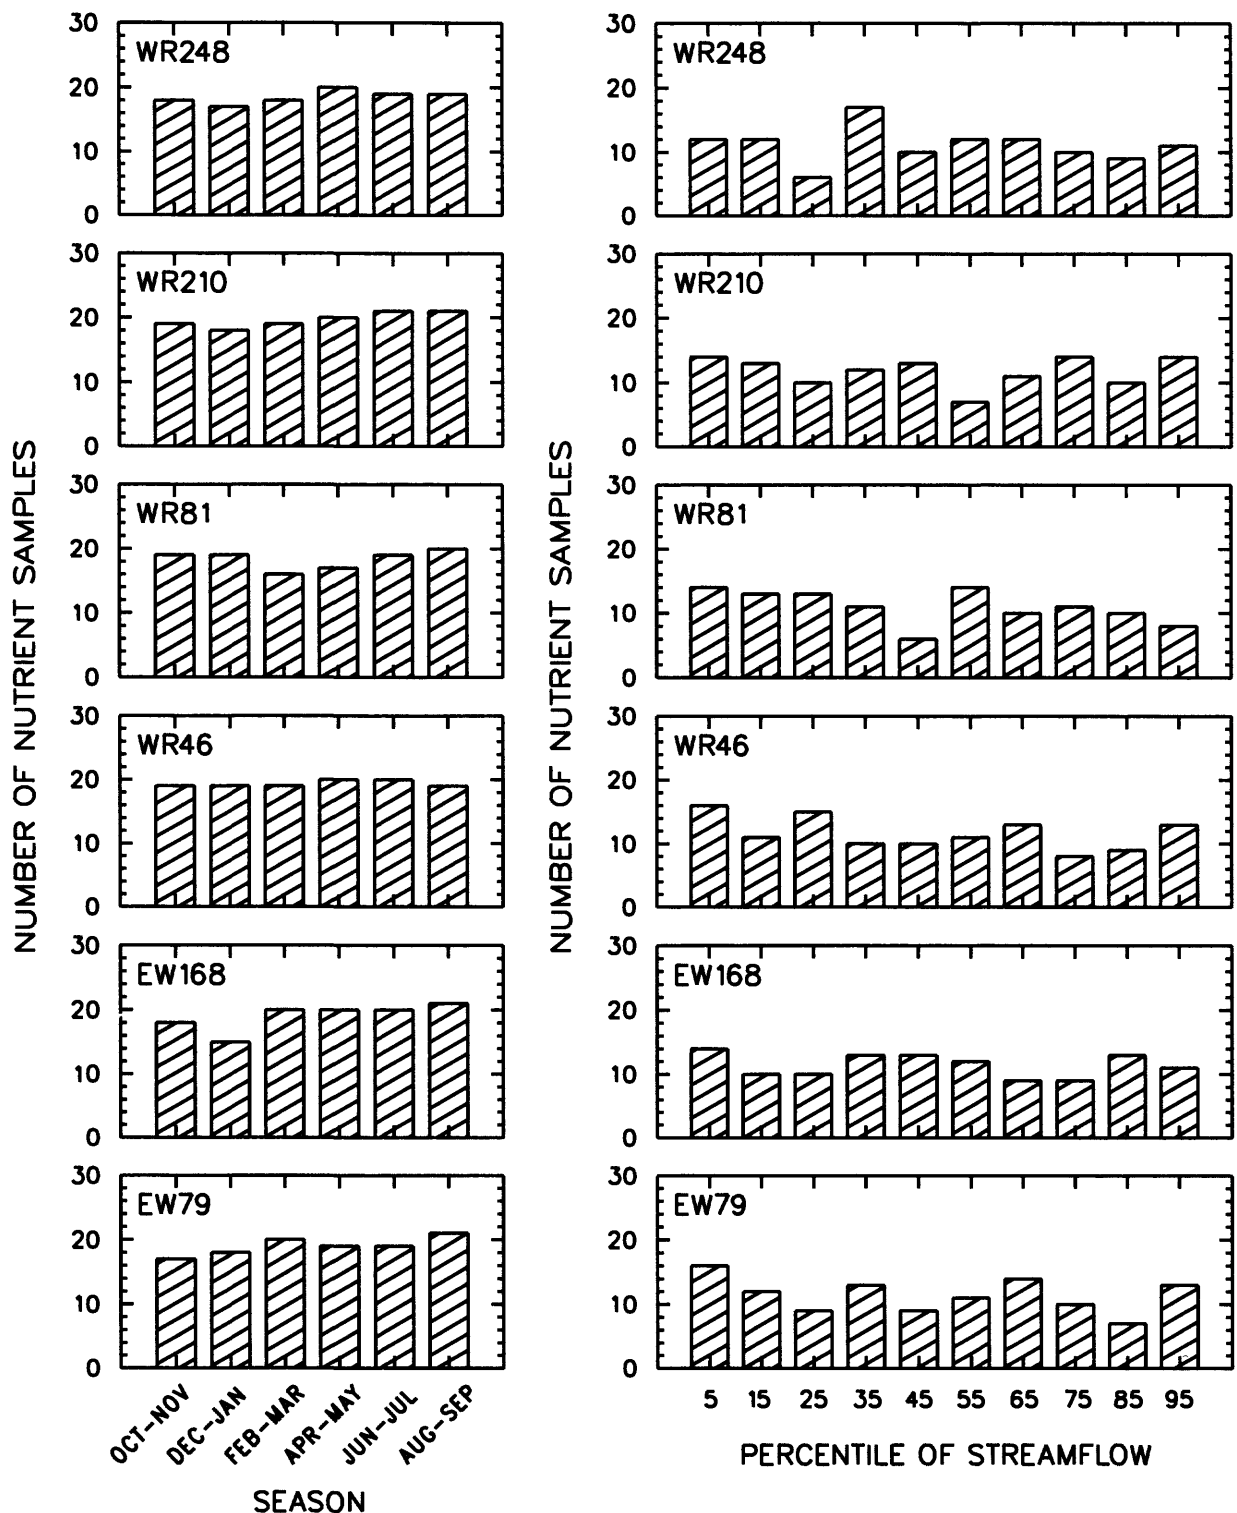 NUMBER OF NUTRIENT SAMPLES
30
20
10
0
WR248
30
20
10
0
WR210
30
20
10
0
WR81
30
20
10
0
WR46
30
20
10
0
EW168
30
20
10
0
EW79
OCT-NOV
DEC-JAN
FEB-MAR
APR-MAY
JUN-JUL
AUG-SEP
SEASON
NUMBER OF NUTRIENT SAMPLES
30
20
10
0
WR248
30
20
10
0
WR210
30
20
10
0
WR81
30
20
10
0
WR46
30
20
10
0
EW168
30
20
10
0
EW79
5 15 25 35 45 55 65 75 85 95
PERCENTILE OF STREAMFLOW